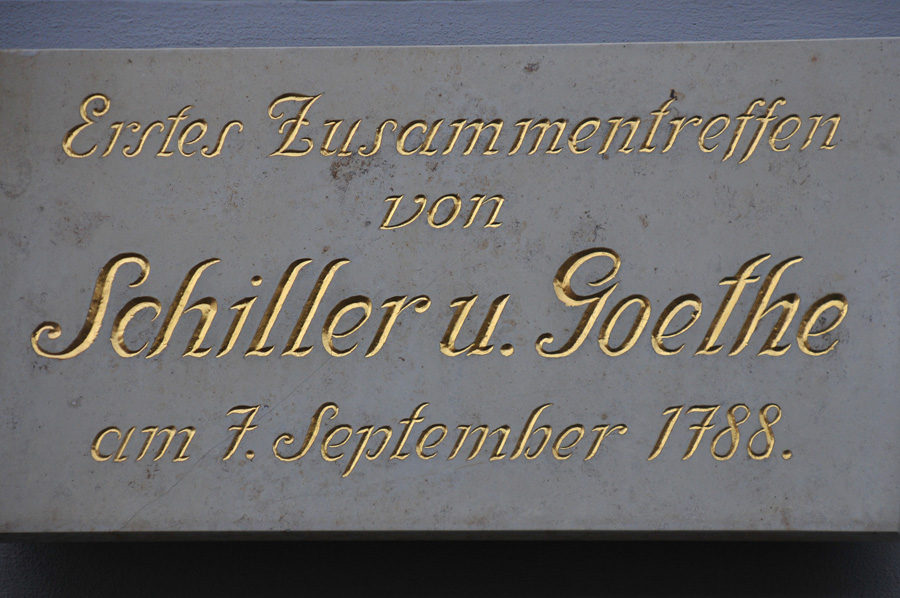 Erstes Zusammentreffen
von
Schiller u. Goethe
am 7. September 1788.